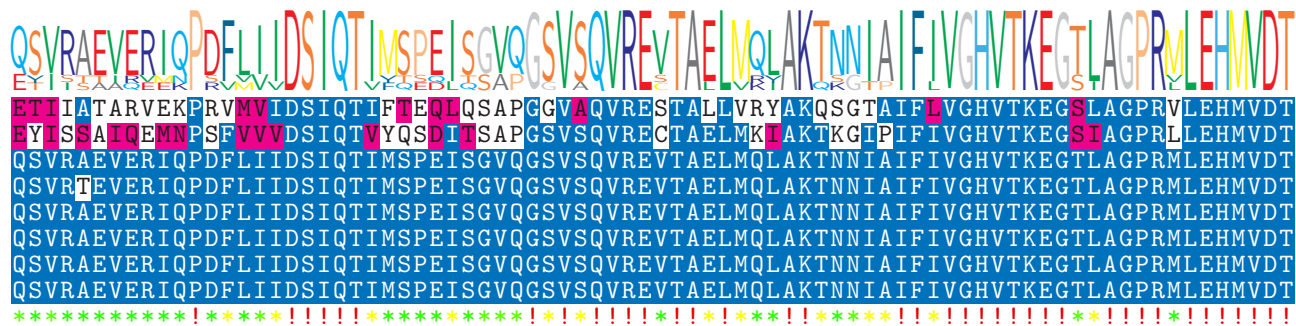 QSVRAEVERIQPDFLIIDSIQTIMSPEISGVQGSVSQVREVTAELMQLAKTNNIAIFIVGHVTKEGTLAGPRMLEHMVDT
ETIIATARVEKPRVMVIDSIQTIFTEQLQSAPGGVAQVRESTALLVRYAKQSGTAIFLVGHVTKEGSLAGPRVLEHMVDT
EYISSAIQEMNPSFVVVDSIQTVYQSDITSAPGSVSQVRECTAELMKIAKTKGIPIFIVGHVTKEGSIAGPRLLEHMVDT
QSVRAEVERIQPDFLIIDSIQTIMSPEISGVQGSVSQVREVTAELMQLAKTNNIAIFIVGHVTKEGTLAGPRMLEHMVDT
QSVRTEVERIQPDFLIIDSIQTIMSPEISGVQGSVSQVREVTAELMQLAKTNNIAIFIVGHVTKEGTLAGPRMLEHMVDT
QSVRAEVERIQPDFLIIDSIQTIMSPEISGVQGSVSQVREVTAELMQLAKTNNIAIFIVGHVTKEGTLAGPRMLEHMVDT
QSVRAEVERIQPDFLIIDSIQTIMSPEISGVQGSVSQVREVTAELMQLAKTNNIAIFIVGHVTKEGTLAGPRMLEHMVDT
QSVRAEVERIQPDFLIIDSIQTIMSPEISGVQGSVSQVREVTAELMQLAKTNNIAIFIVGHVTKEGTLAGPRMLEHMVDT
QSVRAEVERIQPDFLIIDSIQTIMSPEISGVQGSVSQVREVTAELMQLAKTNNIAIFIVGHVTKEGTLAGPRMLEHMVDT
***********!*****!!!!!**********!*!*!!!!*!!*!***!!*****!!*!!!!!!!!**!!!!*!!!!!!!